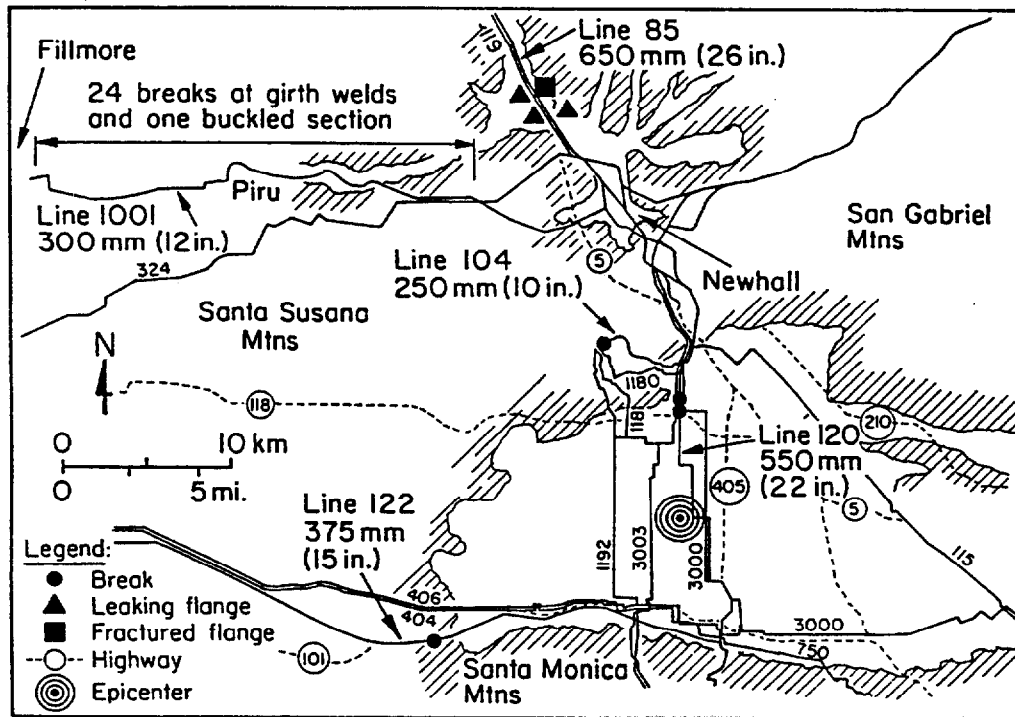 Fillmore
24 breaks at girth welds
and one buckled section
119
Line 85
650 mm (26 in.)
Piru
Line 1001
300 mm (12 in.)
324
Line 104
250 mm (10 in.)
5
Newhall
San Gabriel
Mtns
Santa Susana
Mtns
N
118
1180
1181
210
0 10 km
0 5 mi.
Line 120
550 mm
(22 in.)
405
5
Line 122
375 mm
(15 in.)
1192
3003
3000
115
Legend:
Break
Leaking flange
Fractured flange
Highway
Epicenter
406
404
101
3000
750
Santa Monica
Mtns